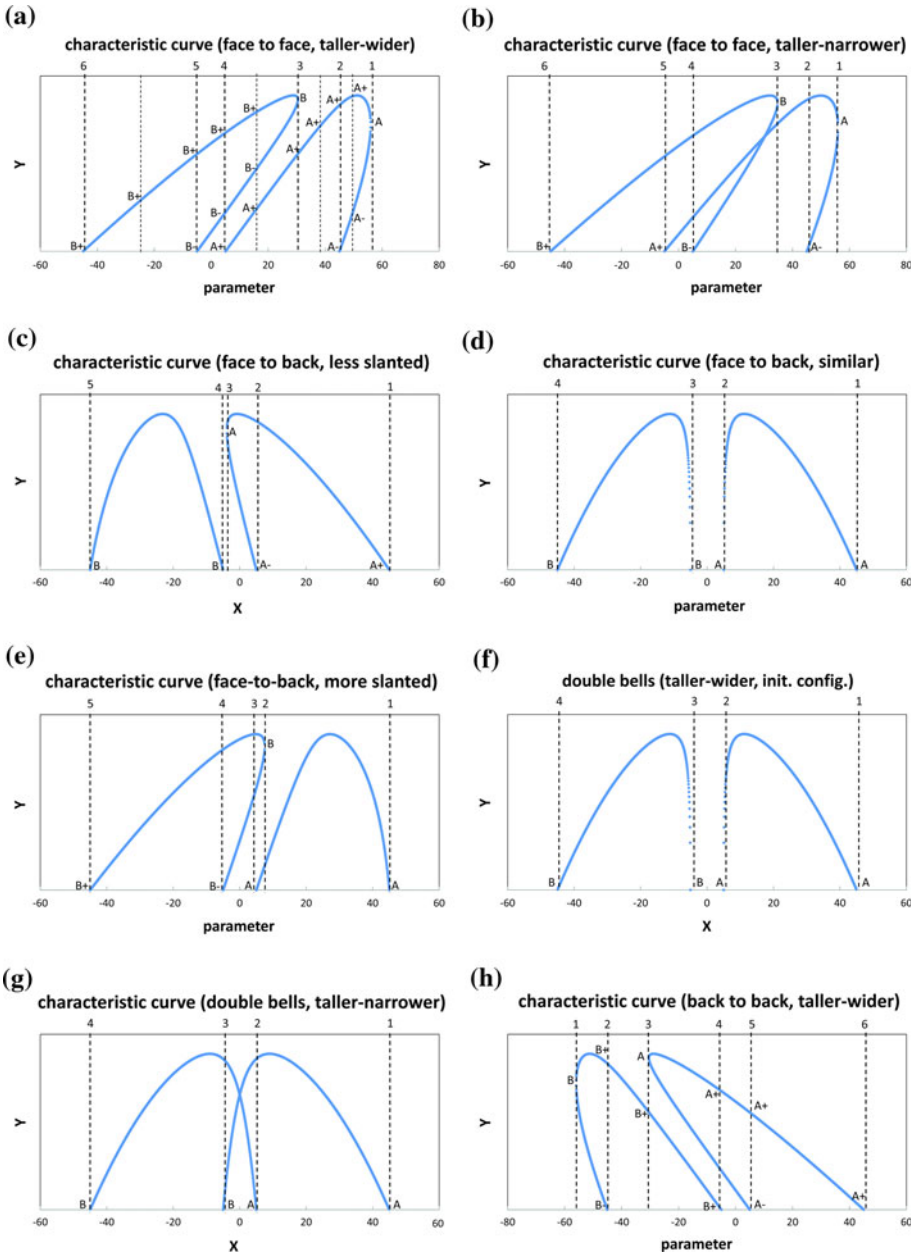 (a)
characteristic curve (face to face, taller-wider)
6 5 4 3 2 1
A+
B A+
B+ A+ A
B+
B+ A+
B-
B+ B- A+ A-
B+ B- A+ A-
Y
-60 -40 -20 0 20 40 60
parameter
(b)
characteristic curve (face to face, taller-narrower)
6 5 4 3 2 1
B
A
B+ A+ B- A-
Y
-60 -40 -20 0 20 40 60 80
parameter
(c)
characteristic curve (face to back, less slanted)
5 4 3 2 1
A
B B A- A+
Y
-60 -40 -20 0 20 40 60
X
(d)
characteristic curve (face to back, similar)
4 3 2 1
B B A A
Y
-60 -40 -20 0 20 40 60
parameter
(e)
characteristic curve (face-to-back, more slanted)
5 4 3 2 1
B
B+ B- A A
Y
-60 -40 -20 0 20 40 60
parameter
(f)
double bells (taller-wider, init. config.)
4 3 2 1
B B A A
Y
-60 -40 -20 0 20 40 60
X
(g)
characteristic curve (double bells, taller-narrower)
4 3 2 1
B B A A
Y
-60 -40 -20 0 20 40 60
X
(h)
characteristic curve (back to back, taller-wider)
1 2 3 4 5 6
B+ A
B A+
B+ A+
B- B+ A- A+
Y
-80 -60 -40 -20 0 20 40 60
parameter